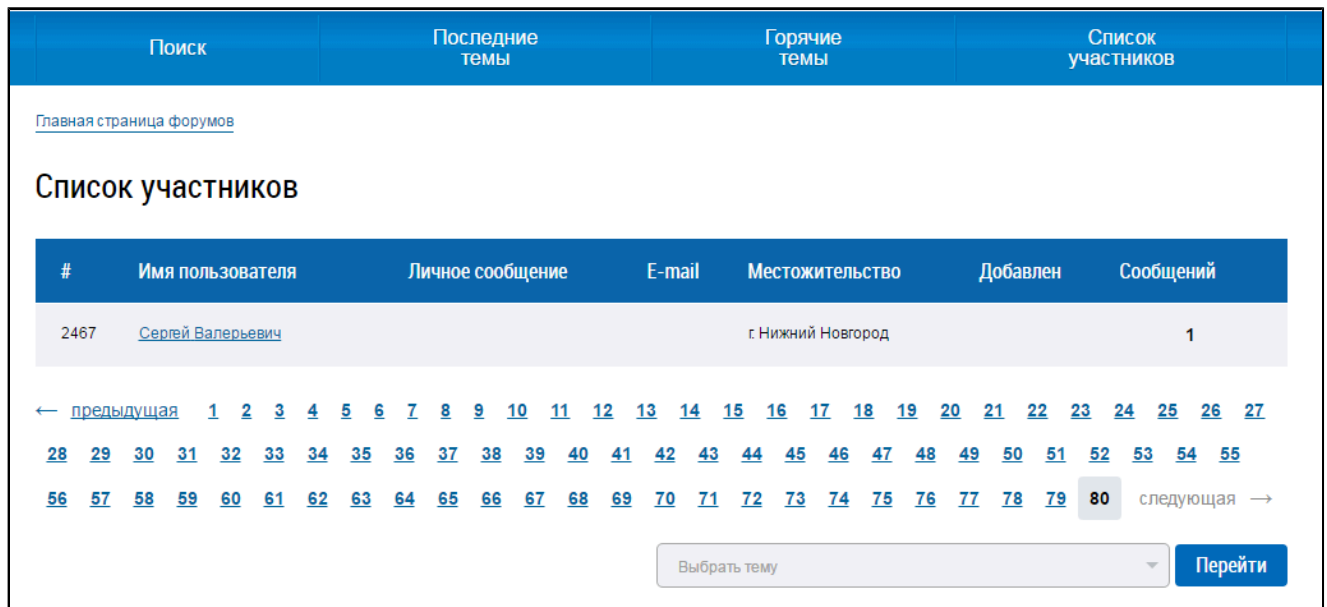 Поиск
Последние
темы
Горячие
темы
Список
участников
Главная страница форумов
Список участников
# Имя пользователя Личное сообщение E-mail Местожительство Добавлен Сообщений
2467 Сергей Валерьевич г. Нижний Новгород 1
← предыдущая 1 2 3 4 5 6 7 8 9 10 11 12 13 14 15 16 17 18 19 20 21 22 23 24 25 26 27
28 29 30 31 32 33 34 35 36 37 38 39 40 41 42 43 44 45 46 47 48 49 50 51 52 53 54 55
56 57 58 59 60 61 62 63 64 65 66 67 68 69 70 71 72 73 74 75 76 77 78 79 80 следующая →
Выбрать тему Перейти